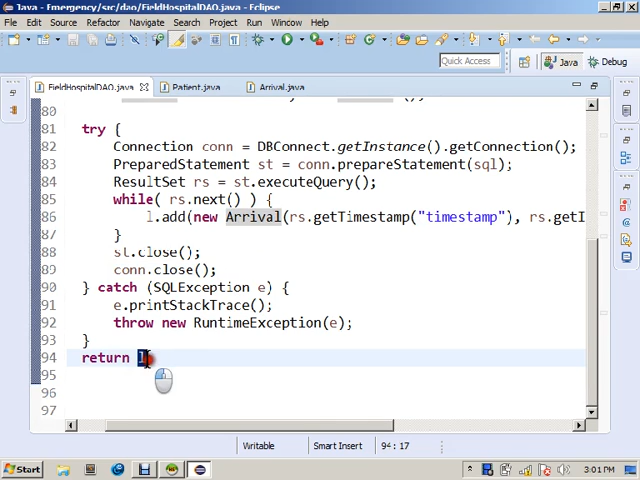 Java - Emergency/src/dao/FieldHospitalDAO.java - Eclipse
File Edit Source Refactor Navigate Search Project Run Window Help
Quick Access
Java
Debug
FieldHospitalDAO.java
Patient.java
Arrival.java
80
81 try {
82 Connection conn = DBConnect.getInstance().getConnection();
83 PreparedStatement st = conn.prepareStatement(sql);
84 ResultSet rs = st.executeQuery();
85 while( rs.next() ) {
86 l.add(new Arrival(rs.getTimestamp("timestamp"), rs.getI
87 }
88 st.close();
89 conn.close();
90 } catch (SQLException e) {
91 e.printStackTrace();
92 throw new RuntimeException(e);
93 }
94 return l
95
96
97
Writable
Smart Insert
94 : 17
Start
3:01 PM